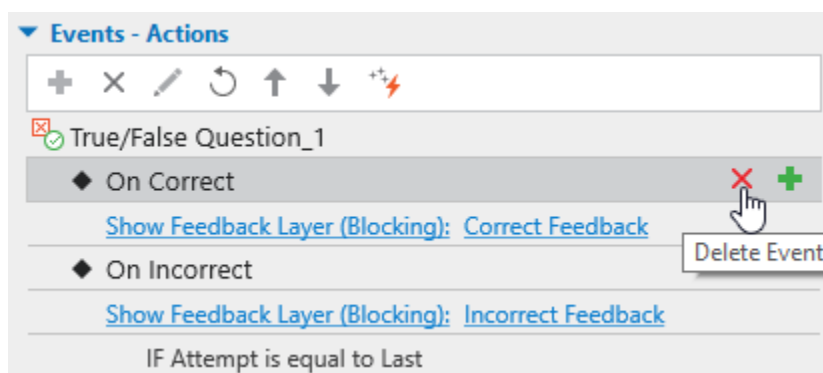 Events - Actions
True/False Question_1
On Correct
Show Feedback Layer (Blocking): Correct Feedback
Delete Event
On Incorrect
Show Feedback Layer (Blocking): Incorrect Feedback
IF Attempt is equal to Last